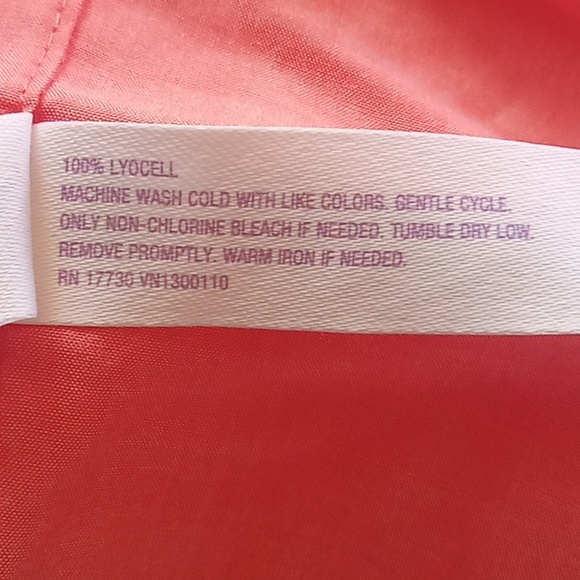 100% LYOCELL
MACHINE WASH COLD WITH LIKE COLORS. GENTLE CYCLE.
ONLY NON-CHLORINE BLEACH IF NEEDED. TUMBLE DRY LOW.
REMOVE PROMPTLY. WARM IRON IF NEEDED.
RN 17730 VN1300110